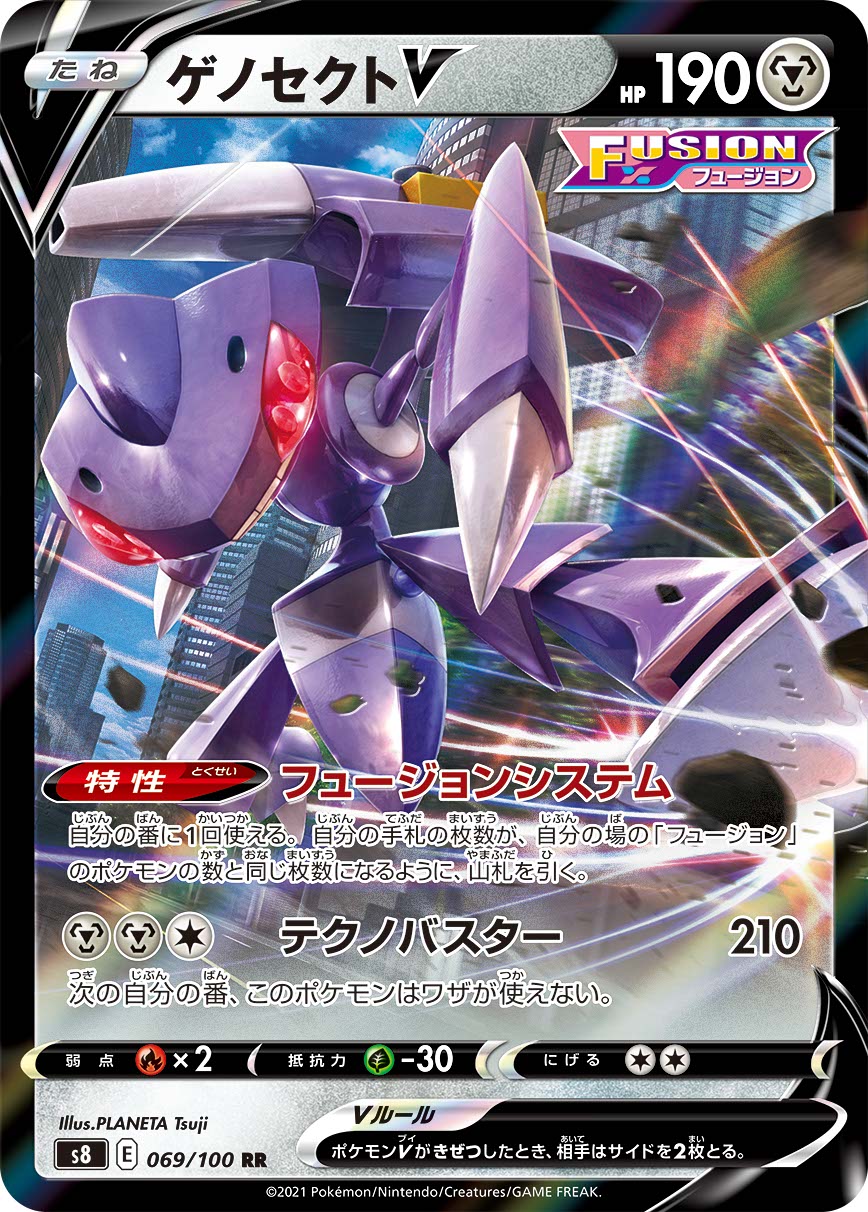 たね ゲノセクトV HP 190
FUSION
フュージョン
特性 とくせい フュージョンシステム
自分の番に1回使える。自分の手札の枚数が、自分の場の「フュージョン」
のポケモンの数と同じ枚数になるように、山札を引く。
テクノバスター 210
次の自分の番、このポケモンはワザが使えない。
弱点 ×2 抵抗力 -30 にげる
Illus.PLANETA Tsuji
Vルール
ポケモンVがきぜつしたとき、相手はサイドを2枚とる。
s8 E 069/100 RR
©2021 Pokémon/Nintendo/Creatures/GAME FREAK.